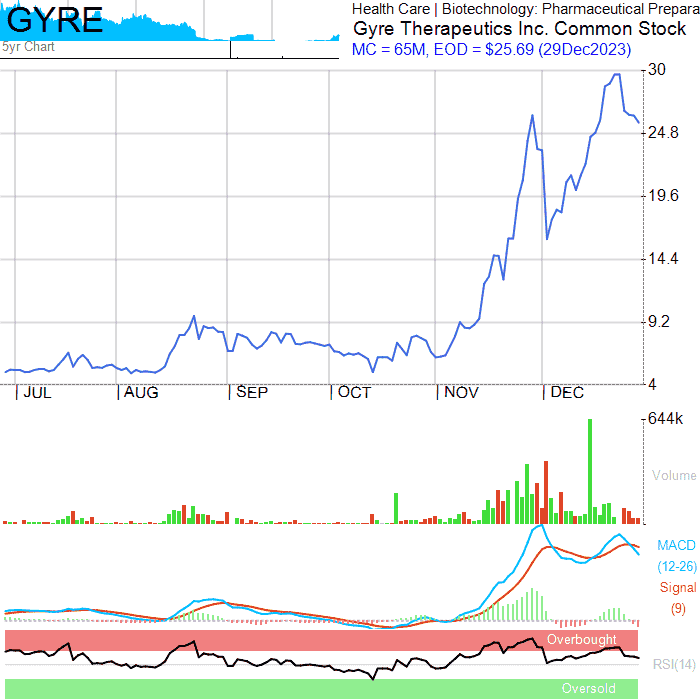 GYRE
5yr Chart
Health Care | Biotechnology: Pharmaceutical Prepara
Gyre Therapeutics Inc. Common Stock
MC = 65M, EOD = $25.69 (29Dec2023)
30
24.8
19.6
14.4
9.2
4
JUL AUG SEP OCT NOV DEC
644k
Volume
MACD
(12-26)
Signal
(9)
Overbought
RSI(14)
Oversold